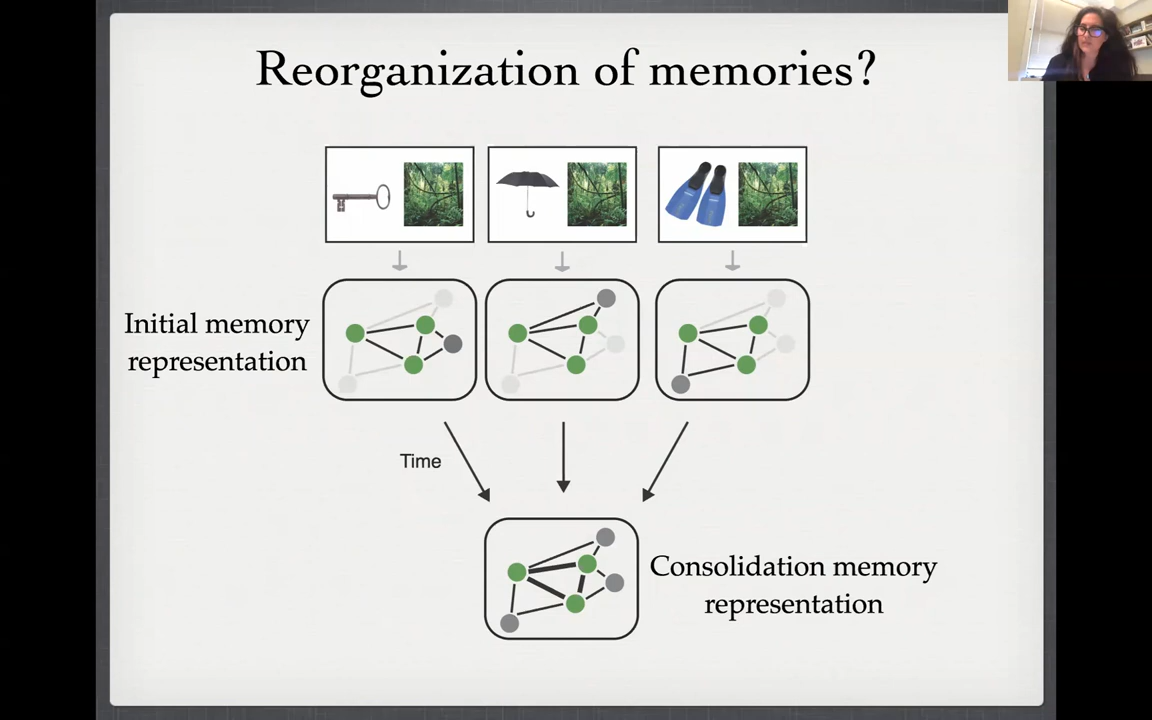 Reorganization of memories?
Initial memory
representation
Time
Consolidation memory
representation